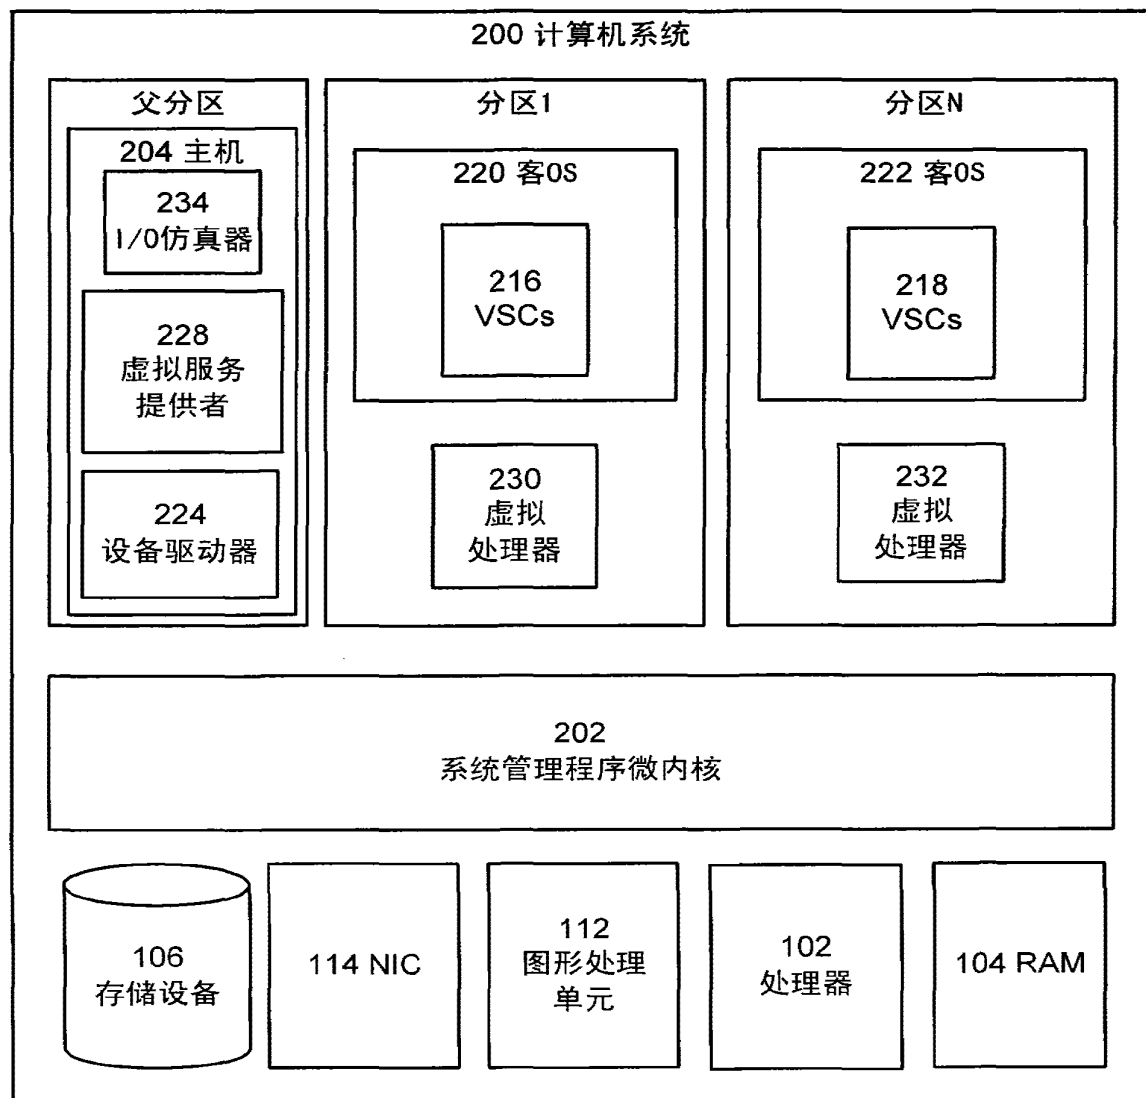 200 计算机系统
父分区
204 主机
234
I/O仿真器
228
虚拟服务
提供者
224
设备驱动器
分区1
220 客OS
216
VSCs
230
虚拟
处理器
分区N
222 客OS
218
VSCs
232
虚拟
处理器
202
系统管理程序微内核
106
存储设备
114 NIC
112
图形处理
单元
102
处理器
104 RAM